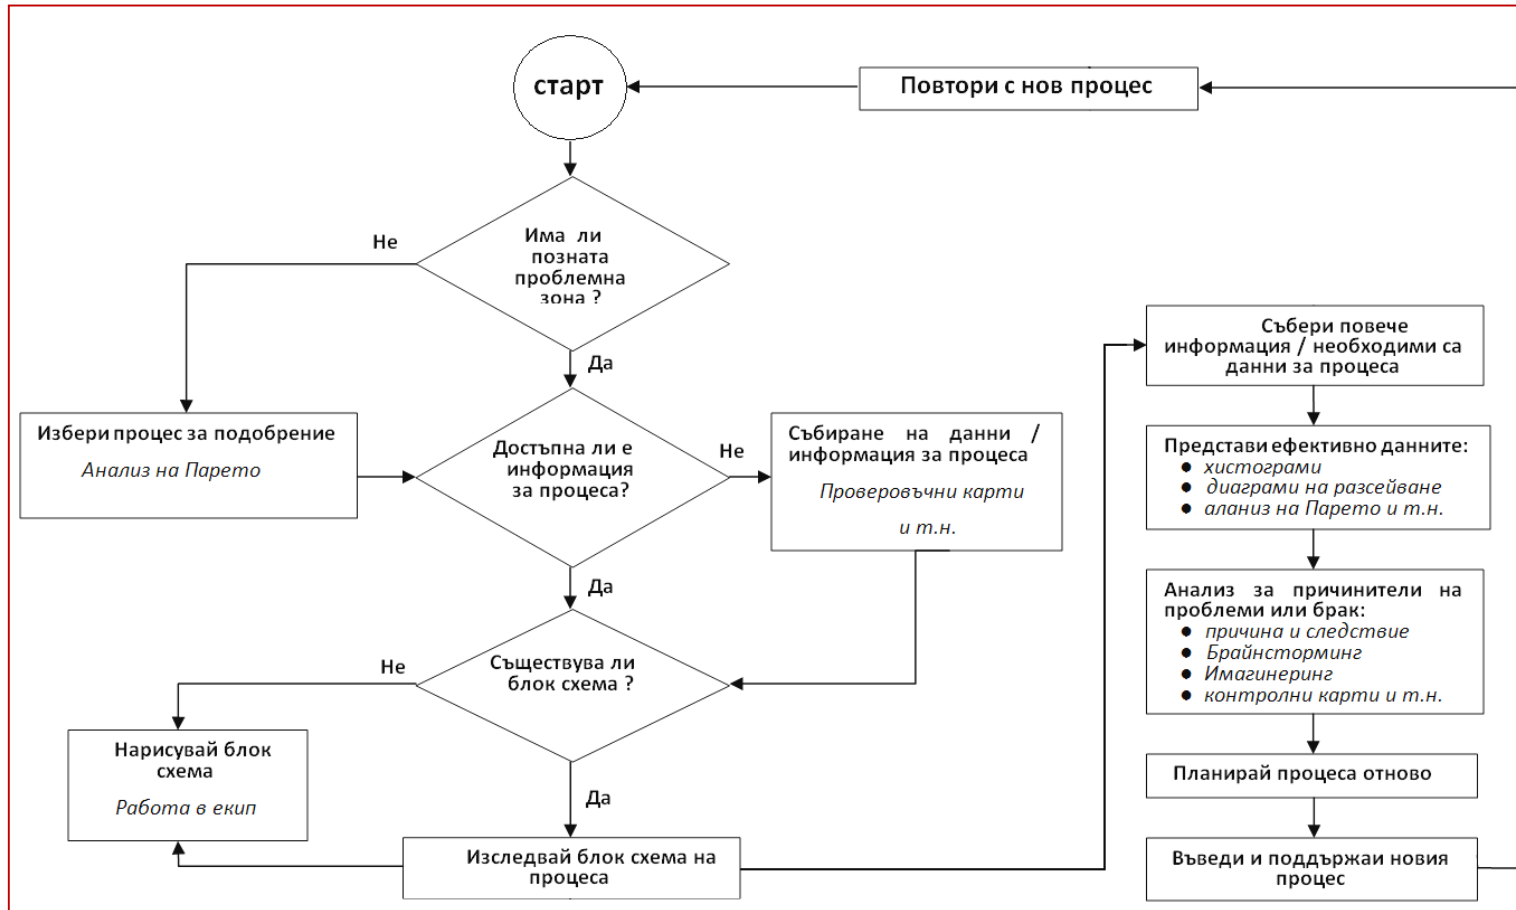 старт
Повтори с нов процес
Има ли
позната
проблемна
зона ?
Не
Да
Избери процес за подобрение
Анализ на Парето
Достъпна ли е
информация
за процеса?
Не
Събиране на данни /
информация за процеса
Проверовъчни карти
и т.н.
Да
Съществува ли
блок схема ?
Не
Нарисувай блок
схема
Работа в екип
Да
Изследвай блок схема на
процеса
Събери повече
информация / необходими са
данни за процеса
Представи ефективно данните:
● хистограми
● диаграми на разсейване
● аланиз на Парето и т.н.
Анализ за причинители на
проблеми или брак:
● причина и следствие
● Брайнсторминг
● Имагинеринг
● контролни карти и т.н.
Планирай процеса отново
Въведи и поддържаи новия
процес